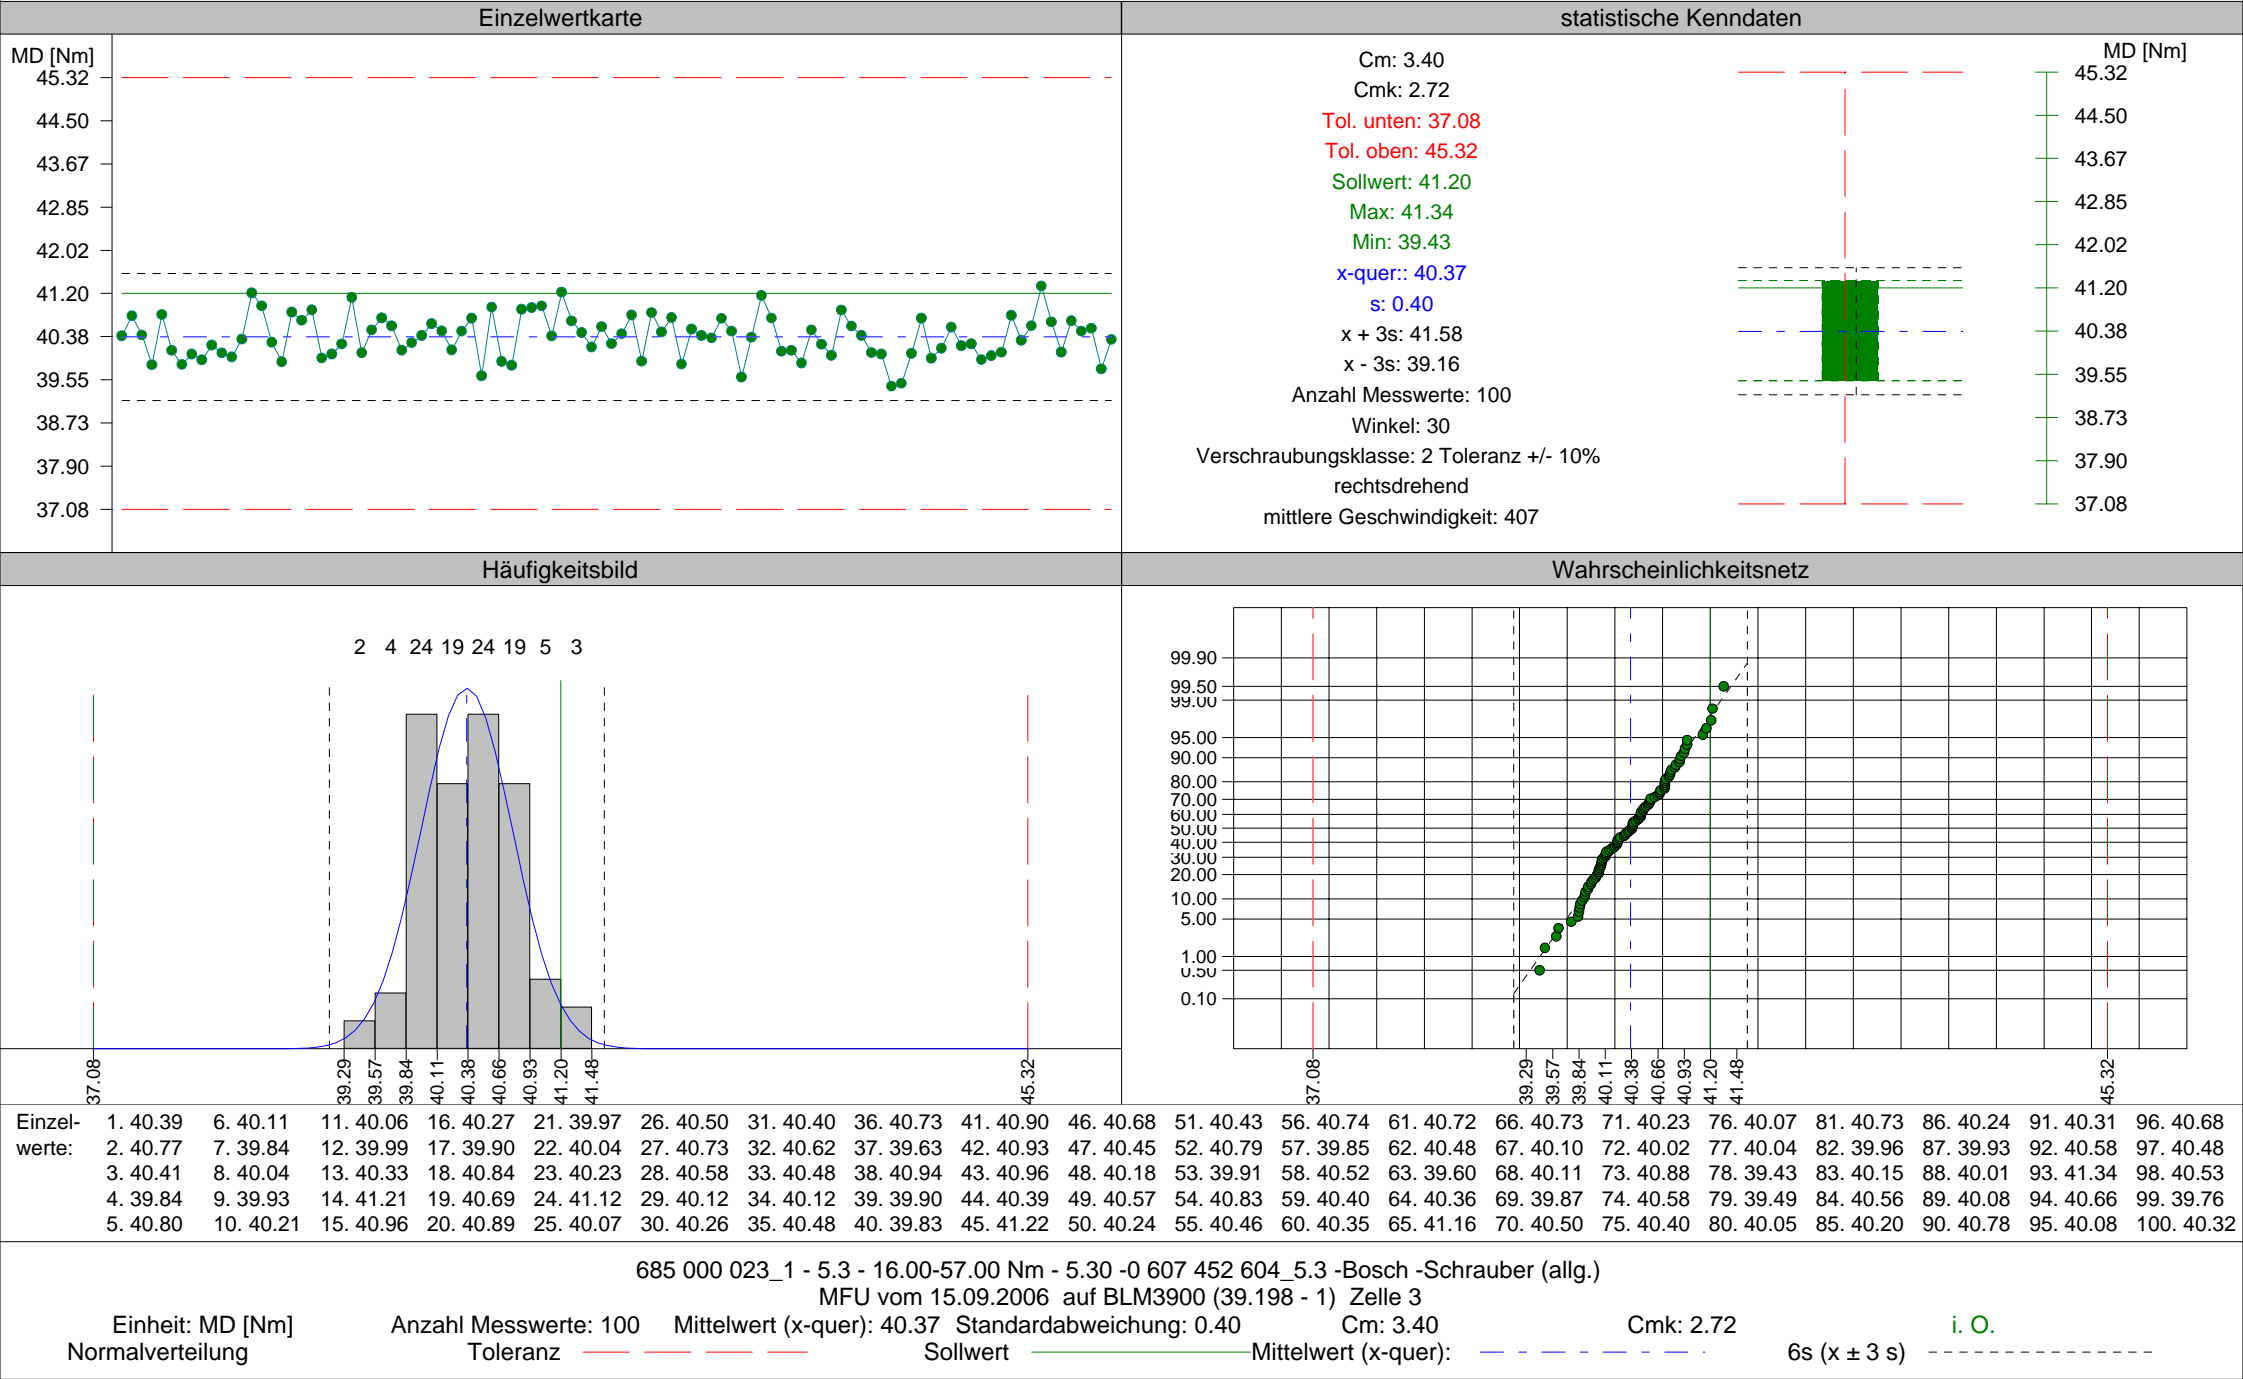 Einzelwertkarte
MD [Nm]
45.32
44.50
43.67
42.85
42.02
41.20
40.38
39.55
38.73
37.90
37.08
statistische Kenndaten
Cm: 3.40
Cmk: 2.72
Tol. unten: 37.08
Tol. oben: 45.32
Sollwert: 41.20
Max: 41.34
Min: 39.43
x-quer:: 40.37
s: 0.40
x + 3s: 41.58
x - 3s: 39.16
Anzahl Messwerte: 100
Winkel: 30
Verschraubungsklasse: 2 Toleranz +/- 10%
rechtsdrehend
mittlere Geschwindigkeit: 407
MD [Nm]
45.32
44.50
43.67
42.85
42.02
41.20
40.38
39.55
38.73
37.90
37.08
Häufigkeitsbild
2 4 24 19 24 19 5 3
37.08 39.29 39.57 39.84 40.11 40.38 40.66 40.93 41.20 41.48 45.32
Wahrscheinlichkeitsnetz
99.90
99.50
99.00
95.00
90.00
80.00
70.00
60.00
50.00
40.00
30.00
20.00
10.00
5.00
1.00
0.50
0.10
37.08 39.29 39.57 39.84 40.11 40.38 40.66 40.93 41.20 41.48 45.32
Einzel- 1. 40.39 6. 40.11 11. 40.06 16. 40.27 21. 39.97 26. 40.50 31. 40.40 36. 40.73 41. 40.90 46. 40.68 51. 40.43 56. 40.74 61. 40.72 66. 40.73 71. 40.23 76. 40.07 81. 40.73 86. 40.24 91. 40.31 96. 40.68
werte: 2. 40.77 7. 39.84 12. 39.99 17. 39.90 22. 40.04 27. 40.73 32. 40.62 37. 39.63 42. 40.93 47. 40.45 52. 40.79 57. 39.85 62. 40.48 67. 40.10 72. 40.02 77. 40.04 82. 39.96 87. 39.93 92. 40.58 97. 40.48
3. 40.41 8. 40.04 13. 40.33 18. 40.84 23. 40.23 28. 40.58 33. 40.48 38. 40.94 43. 40.96 48. 40.18 53. 39.91 58. 40.52 63. 39.60 68. 40.11 73. 40.88 78. 39.43 83. 40.15 88. 40.01 93. 41.34 98. 40.53
4. 39.84 9. 39.93 14. 41.21 19. 40.69 24. 41.12 29. 40.12 34. 40.12 39. 39.90 44. 40.39 49. 40.57 54. 40.83 59. 40.40 64. 40.36 69. 39.87 74. 40.58 79. 39.49 84. 40.56 89. 40.08 94. 40.66 99. 39.76
5. 40.80 10. 40.21 15. 40.96 20. 40.89 25. 40.07 30. 40.26 35. 40.48 40. 39.83 45. 41.22 50. 40.24 55. 40.46 60. 40.35 65. 41.16 70. 40.50 75. 40.40 80. 40.05 85. 40.20 90. 40.78 95. 40.08 100. 40.32
685 000 023_1 - 5.3 - 16.00-57.00 Nm - 5.30 -0 607 452 604_5.3 -Bosch -Schrauber (allg.)
MFU vom 15.09.2006 auf BLM3900 (39.198 - 1) Zelle 3
Einheit: MD [Nm] Anzahl Messwerte: 100 Mittelwert (x-quer): 40.37 Standardabweichung: 0.40 Cm: 3.40 Cmk: 2.72 i. O.
Normalverteilung Toleranz Sollwert Mittelwert (x-quer): 6s (x ± 3 s)